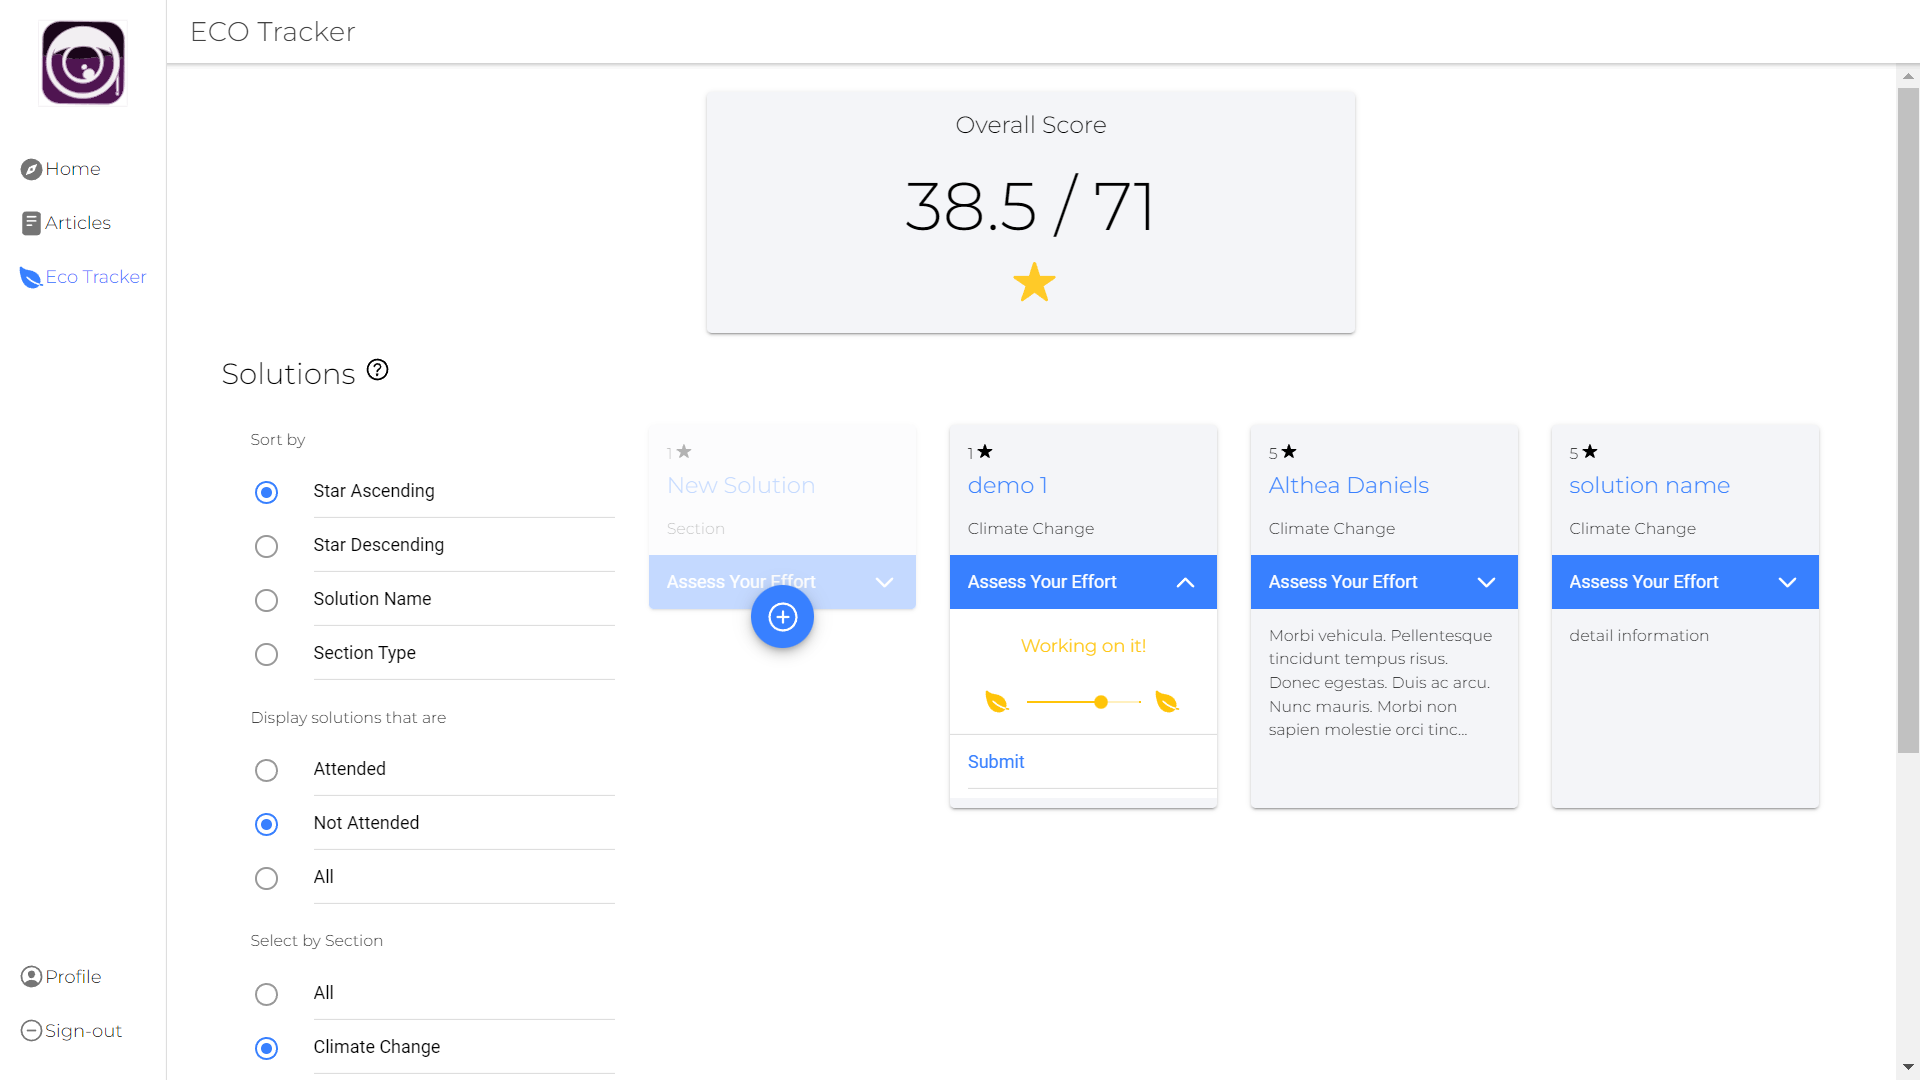 ECO Tracker
Home
Articles
Eco Tracker
Profile
Sign-out
Overall Score
38.5 / 71
Solutions
Sort by
Star Ascending
Star Descending
Solution Name
Section Type
Display solutions that are
Attended
Not Attended
All
Select by Section
All
Climate Change
1
New Solution
Section
Assess Your Effort
1
demo 1
Climate Change
Assess Your Effort
Working on it!
Submit
5
Althea Daniels
Climate Change
Assess Your Effort
Morbi vehicula. Pellentesque
tincidunt tempus risus.
Donec egestas. Duis ac arcu.
Nunc mauris. Morbi non
sapien molestie orci tinc...
5
solution name
Climate Change
Assess Your Effort
detail information